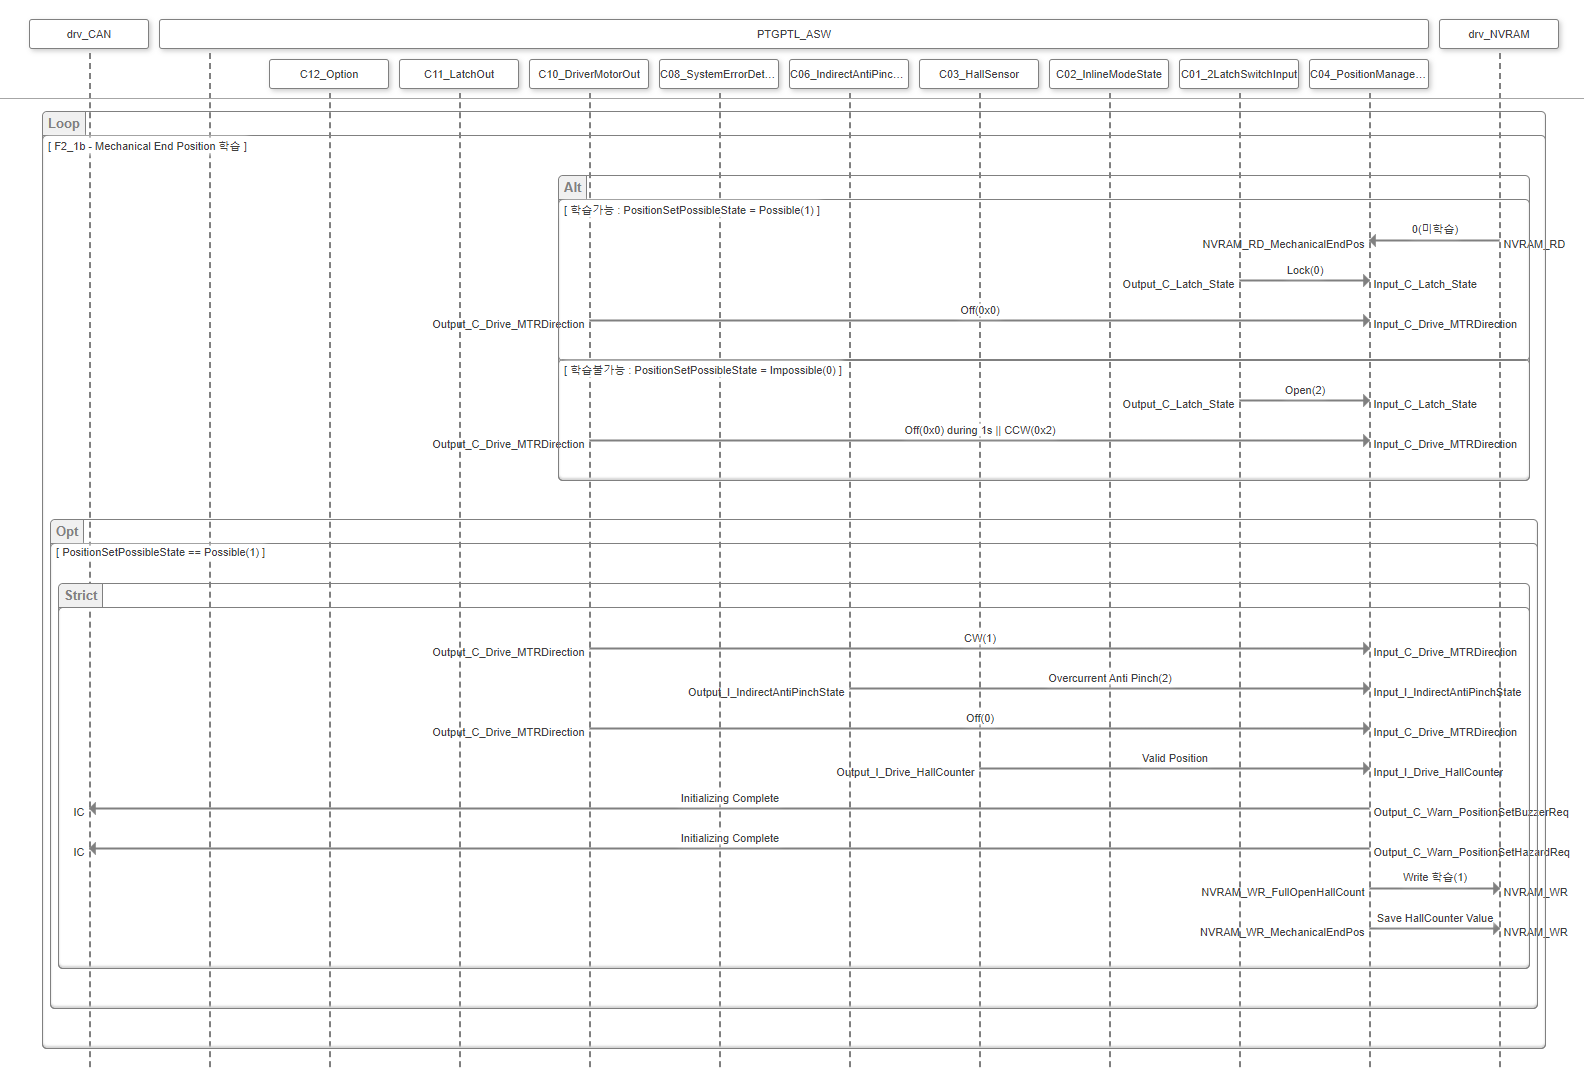 drv_CAN
PTGPTL_ASW
drv_NVRAM
C12_Option
C11_LatchOut
C10_DriverMotorOut
C08_SystemErrorDet...
C06_IndirectAntiPinc...
C03_HallSensor
C02_InlineModeState
C01_2LatchSwitchInput
C04_PositionManage...
Loop
[ F2_1b - Mechanical End Position 학습 ]
Alt
[ 학습가능 : PositionSetPossibleState = Possible(1) ]
0(미학습)
NVRAM_RD_MechanicalEndPos
NVRAM_RD
Lock(0)
Output_C_Latch_State
Input_C_Latch_State
Off(0x0)
Output_C_Drive_MTRDirection
Input_C_Drive_MTRDirection
[ 학습불가능 : PositionSetPossibleState = Impossible(0) ]
Open(2)
Output_C_Latch_State
Input_C_Latch_State
Off(0x0) during 1s || CCW(0x2)
Output_C_Drive_MTRDirection
Input_C_Drive_MTRDirection
Opt
[ PositionSetPossibleState == Possible(1) ]
Strict
CW(1)
Output_C_Drive_MTRDirection
Input_C_Drive_MTRDirection
Overcurrent Anti Pinch(2)
Output_I_IndirectAntiPinchState
Input_I_IndirectAntiPinchState
Off(0)
Output_C_Drive_MTRDirection
Input_C_Drive_MTRDirection
Valid Position
Output_I_Drive_HallCounter
Input_I_Drive_HallCounter
Initializing Complete
IC
Output_C_Warn_PositionSetBuzzerReq
Initializing Complete
IC
Output_C_Warn_PositionSetHazardReq
Write 학습(1)
NVRAM_WR_FullOpenHallCount
NVRAM_WR
Save HallCounter Value
NVRAM_WR_MechanicalEndPos
NVRAM_WR